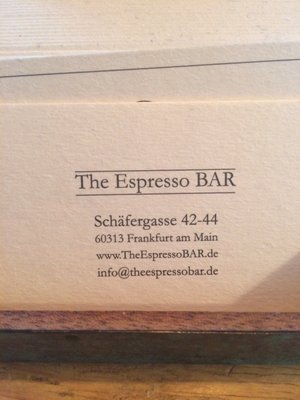 The Espresso BAR
Schäfergasse 42-44
60313 Frankfurt am Main
www.TheEspressoBAR.de
info@theespressobar.de